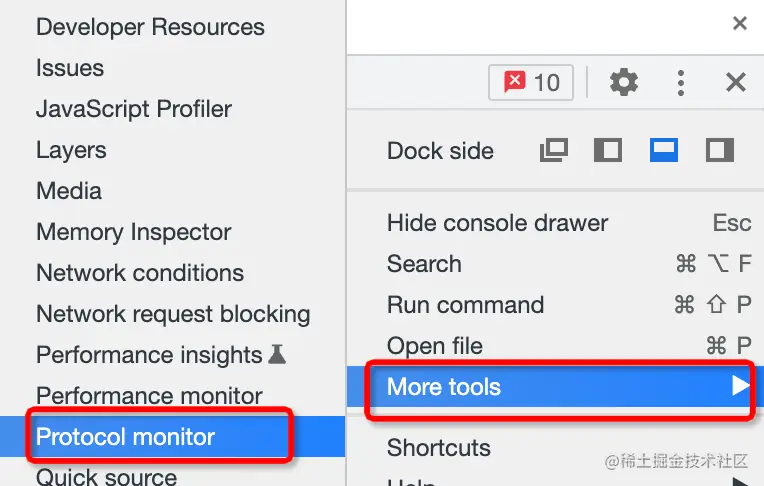 Developer Resources
Issues
JavaScript Profiler
Layers
Media
Memory Inspector
Network conditions
Network request blocking
Performance insights
Performance monitor
Protocol monitor
Quick source
10
Dock side
Hide console drawer Esc
Search ⌘ ⌥ F
Run command ⌘ ⇧ P
Open file ⌘ P
More tools
Shortcuts
Help
@稀土掘金技术社区